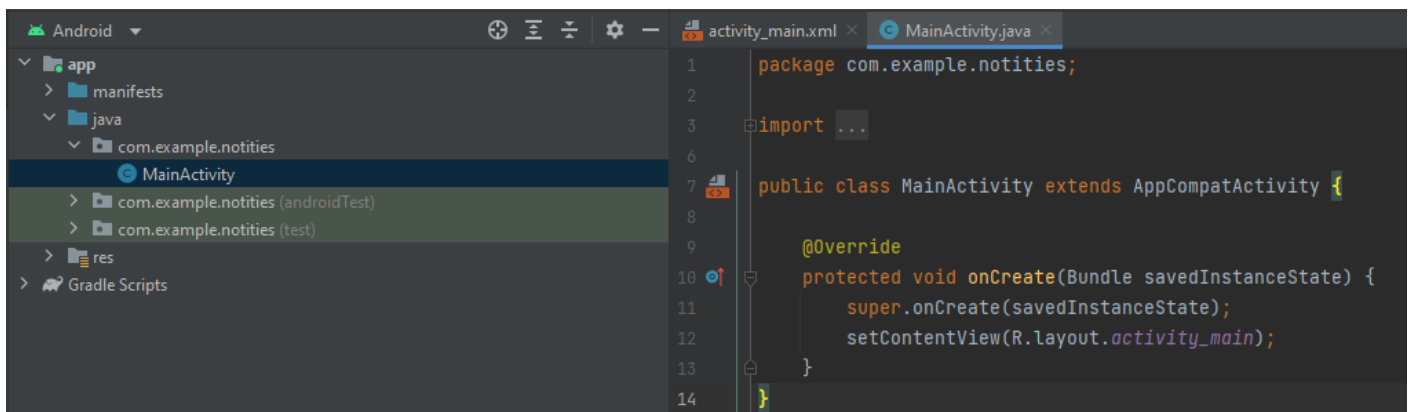 Android
app
manifests
java
com.example.notities
MainActivity
com.example.notities (androidTest)
com.example.notities (test)
res
Gradle Scripts
activity_main.xml MainActivity.java
1 package com.example.notities;
2
3 import ...
6
7 public class MainActivity extends AppCompatActivity {
8
9 @Override
10 protected void onCreate(Bundle savedInstanceState) {
11 super.onCreate(savedInstanceState);
12 setContentView(R.layout.activity_main);
13 }
14 }